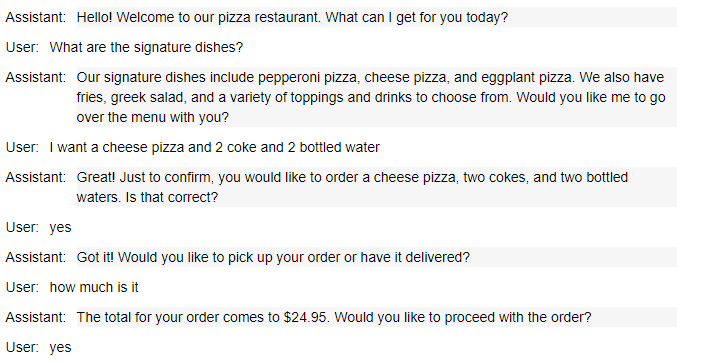 Assistant: Hello! Welcome to our pizza restaurant. What can I get for you today?
User: What are the signature dishes?
Assistant: Our signature dishes include pepperoni pizza, cheese pizza, and eggplant pizza. We also have
fries, greek salad, and a variety of toppings and drinks to choose from. Would you like me to go
over the menu with you?
User: I want a cheese pizza and 2 coke and 2 bottled water
Assistant: Great! Just to confirm, you would like to order a cheese pizza, two cokes, and two bottled
waters. Is that correct?
User: yes
Assistant: Got it! Would you like to pick up your order or have it delivered?
User: how much is it
Assistant: The total for your order comes to $24.95. Would you like to proceed with the order?
User: yes